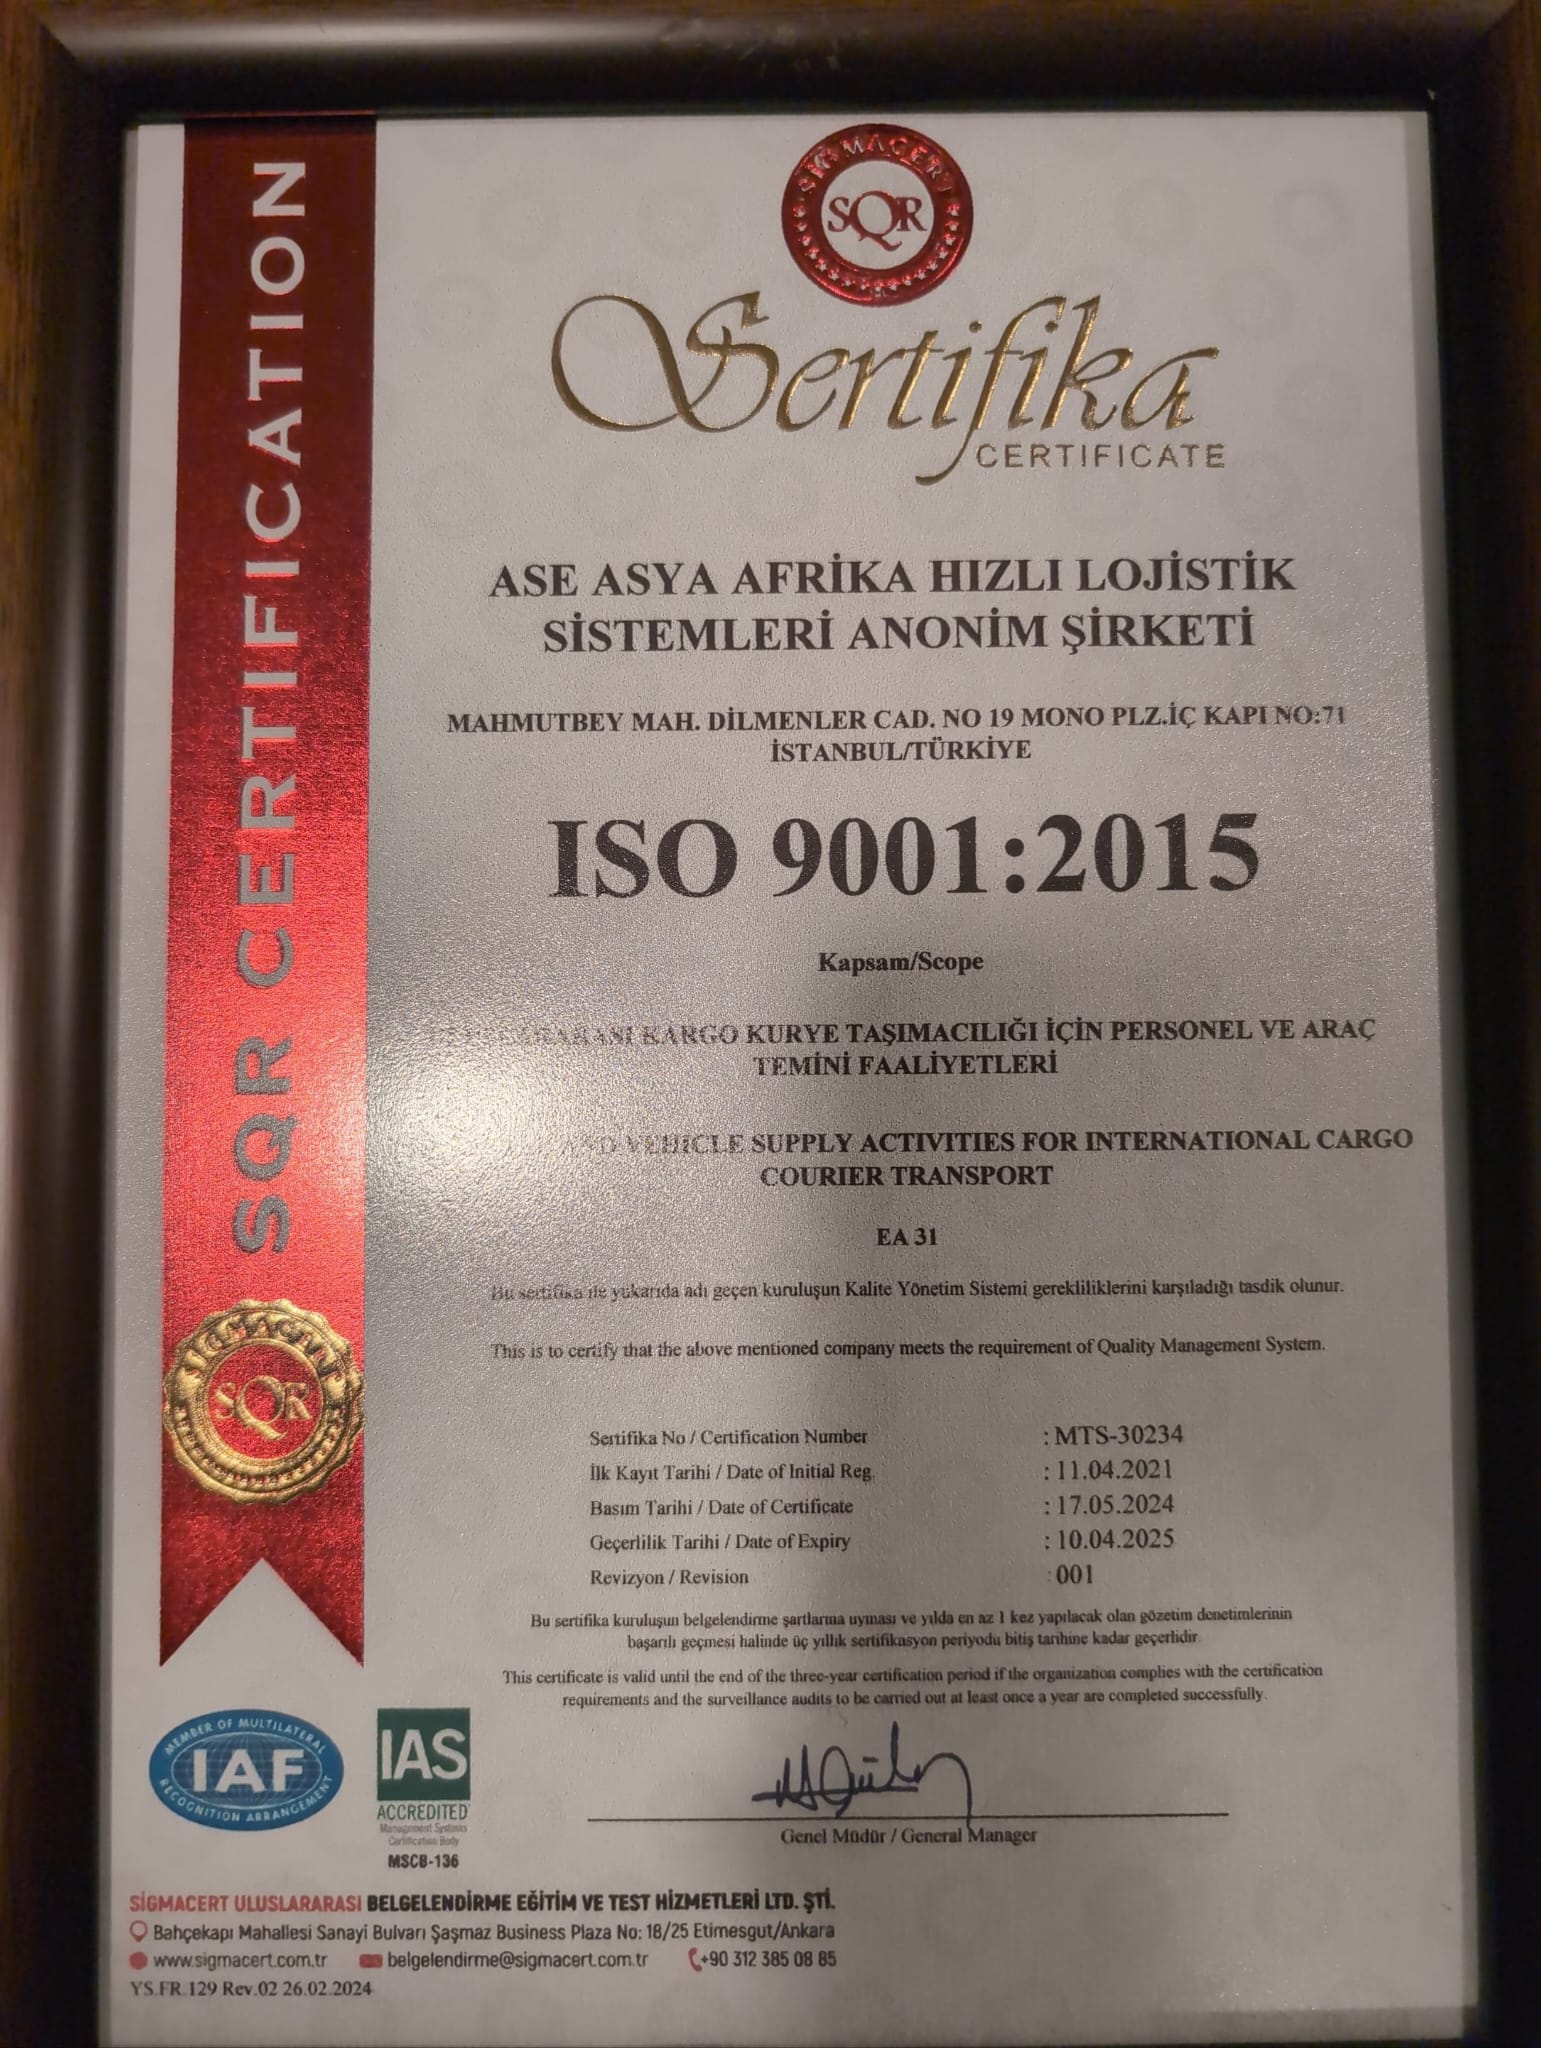 SIGMACERT
SQR
Sertifika
CERTIFICATE
SQR CERTIFICATION
ASE ASYA AFRİKA HIZLI LOJİSTİK
SİSTEMLERİ ANONİM ŞİRKETİ
MAHMUTBEY MAH. DİLMENLER CAD. NO 19 MONO PLZ.İÇ KAPI NO:71
İSTANBUL/TÜRKİYE
ISO 9001:2015
Kapsam/Scope
KARGO KURYE TAŞIMACILIĞI İÇİN PERSONEL VE ARAÇ
TEMİNİ FAALİYETLERİ
AND VEHICLE SUPPLY ACTIVITIES FOR INTERNATIONAL CARGO
COURIER TRANSPORT
EA 31
Bu sertifika ile yukarıda adı geçen kuruluşun Kalite Yönetim Sistemi gerekliliklerini karşıladığı tasdik olunur.
This is to certify that the above mentioned company meets the requirement of Quality Management System.
SIGMACERT
SQR
Sertifika No / Certification Number : MTS-30234
İlk Kayıt Tarihi / Date of Initial Reg. : 11.04.2021
Basım Tarihi / Date of Certificate : 17.05.2024
Geçerlilik Tarihi / Date of Expiry : 10.04.2025
Revizyon / Revision : 001
Bu sertifika kuruluşun belgelendirme şartlarına uyması ve yılda en az 1 kez yapılacak olan gözetim denetimlerinin
başarılı geçmesi halinde üç yıllık sertifikasyon periyodu bitiş tarihine kadar geçerlidir.
This certificate is valid until the end of the three-year certification period if the organization complies with the certification
requirements and the surveillance audits to be carried out at least once a year are completed successfully.
MEMBER OF MULTILATERAL
IAF
RECOGNITION ARRANGEMENT
IAS
ACCREDITED
Management Systems
Certification Body
MSCB-136
Genel Müdür / General Manager
SİGMACERT ULUSLARARASI BELGELENDİRME EĞİTİM VE TEST HİZMETLERİ LTD. ŞTİ.
Bahçekapı Mahallesi Sanayi Bulvarı Şaşmaz Business Plaza No: 18/25 Etimesgut/Ankara
www.sigmacert.com.tr belgelendirme@sigmacert.com.tr +90 312 385 08 85
YS.FR.129 Rev.02 26.02.2024